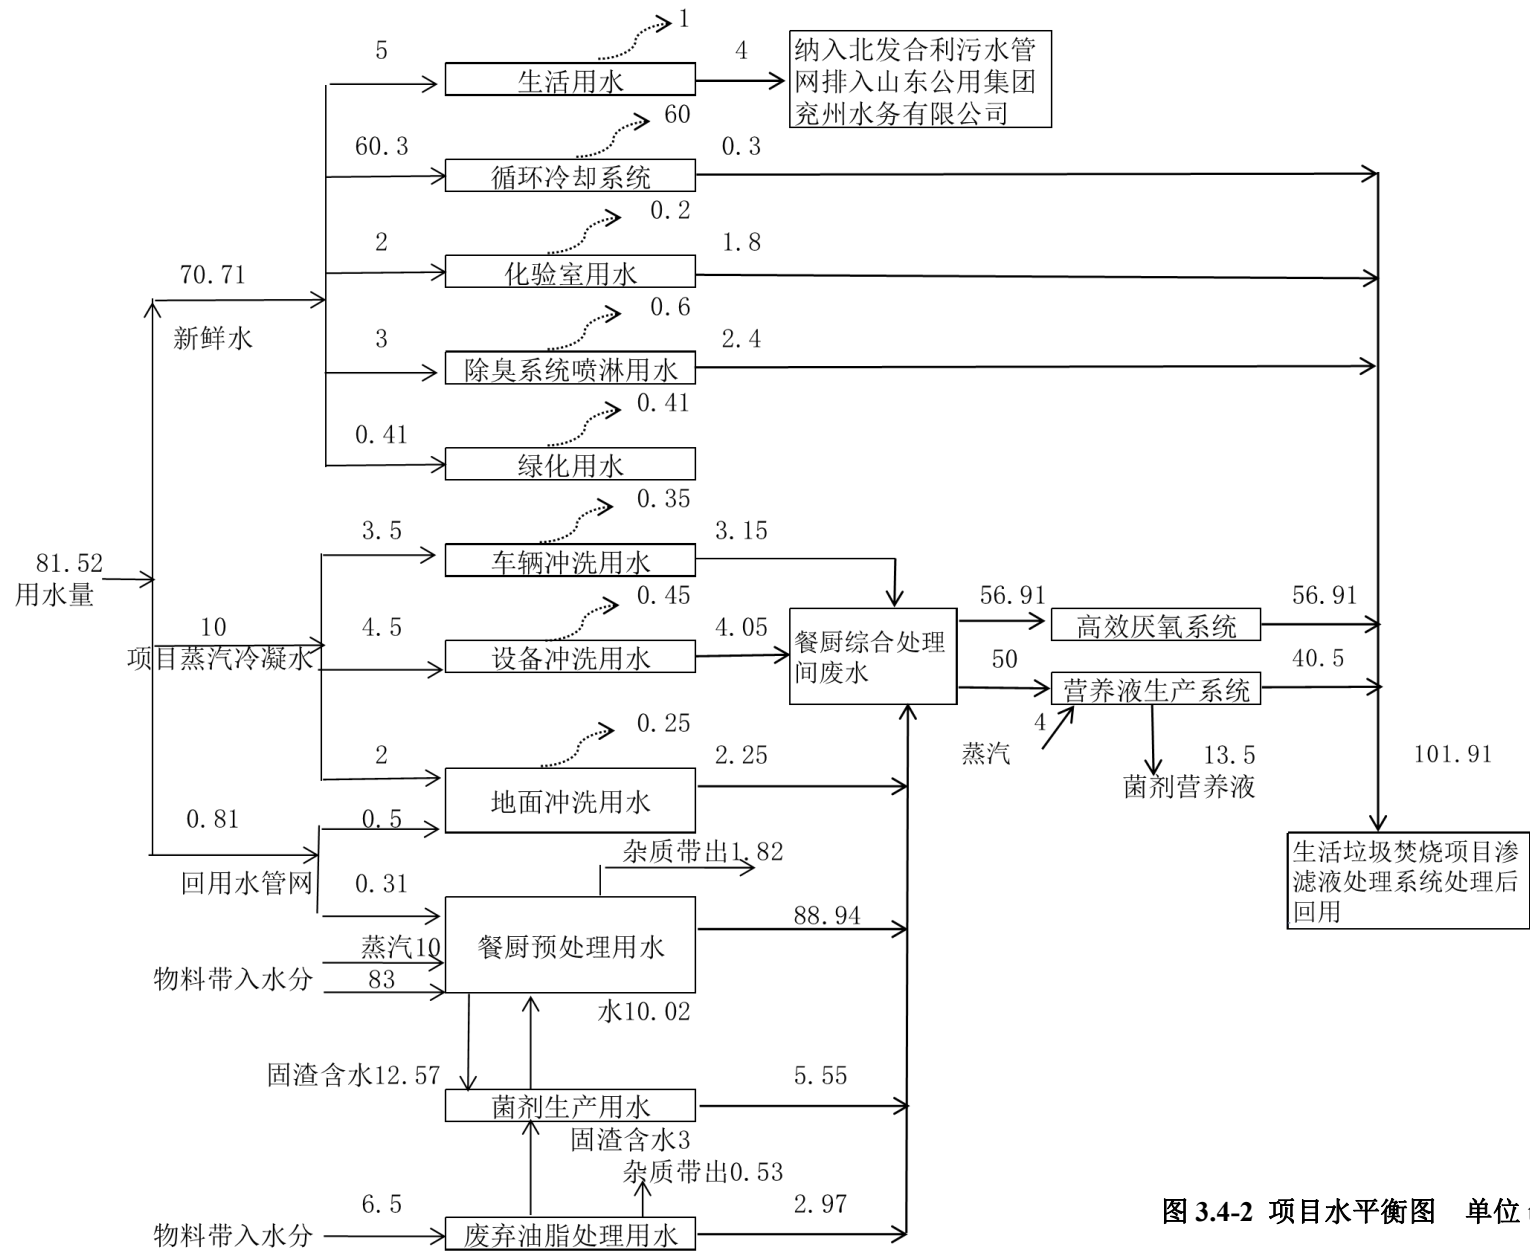 1
5
4
生活用水
纳入北发合利污水管
网排入山东公用集团
兖州水务有限公司
60
60.3
0.3
循环冷却系统
0.2
2
1.8
化验室用水
70.71
新鲜水
0.6
3
2.4
除臭系统喷淋用水
0.41
0.41
绿化用水
0.35
3.5
3.15
车辆冲洗用水
81.52
用水量
0.45
10
项目蒸汽冷凝水
4.5
4.05
设备冲洗用水
餐厨综合处理
间废水
56.91
高效厌氧系统
56.91
50
营养液生产系统
40.5
4
蒸汽
13.5
菌剂营养液
101.91
0.25
2
2.25
地面冲洗用水
0.81
回用水管网
0.5
杂质带出1.82
0.31
88.94
餐厨预处理用水
蒸汽10
物料带入水分
83
水10.02
生活垃圾焚烧项目渗
滤液处理系统处理后
回用
固渣含水12.57
5.55
菌剂生产用水
固渣含水3
杂质带出0.53
6.5
2.97
物料带入水分
废弃油脂处理用水
图 3.4-2 项目水平衡图 单位